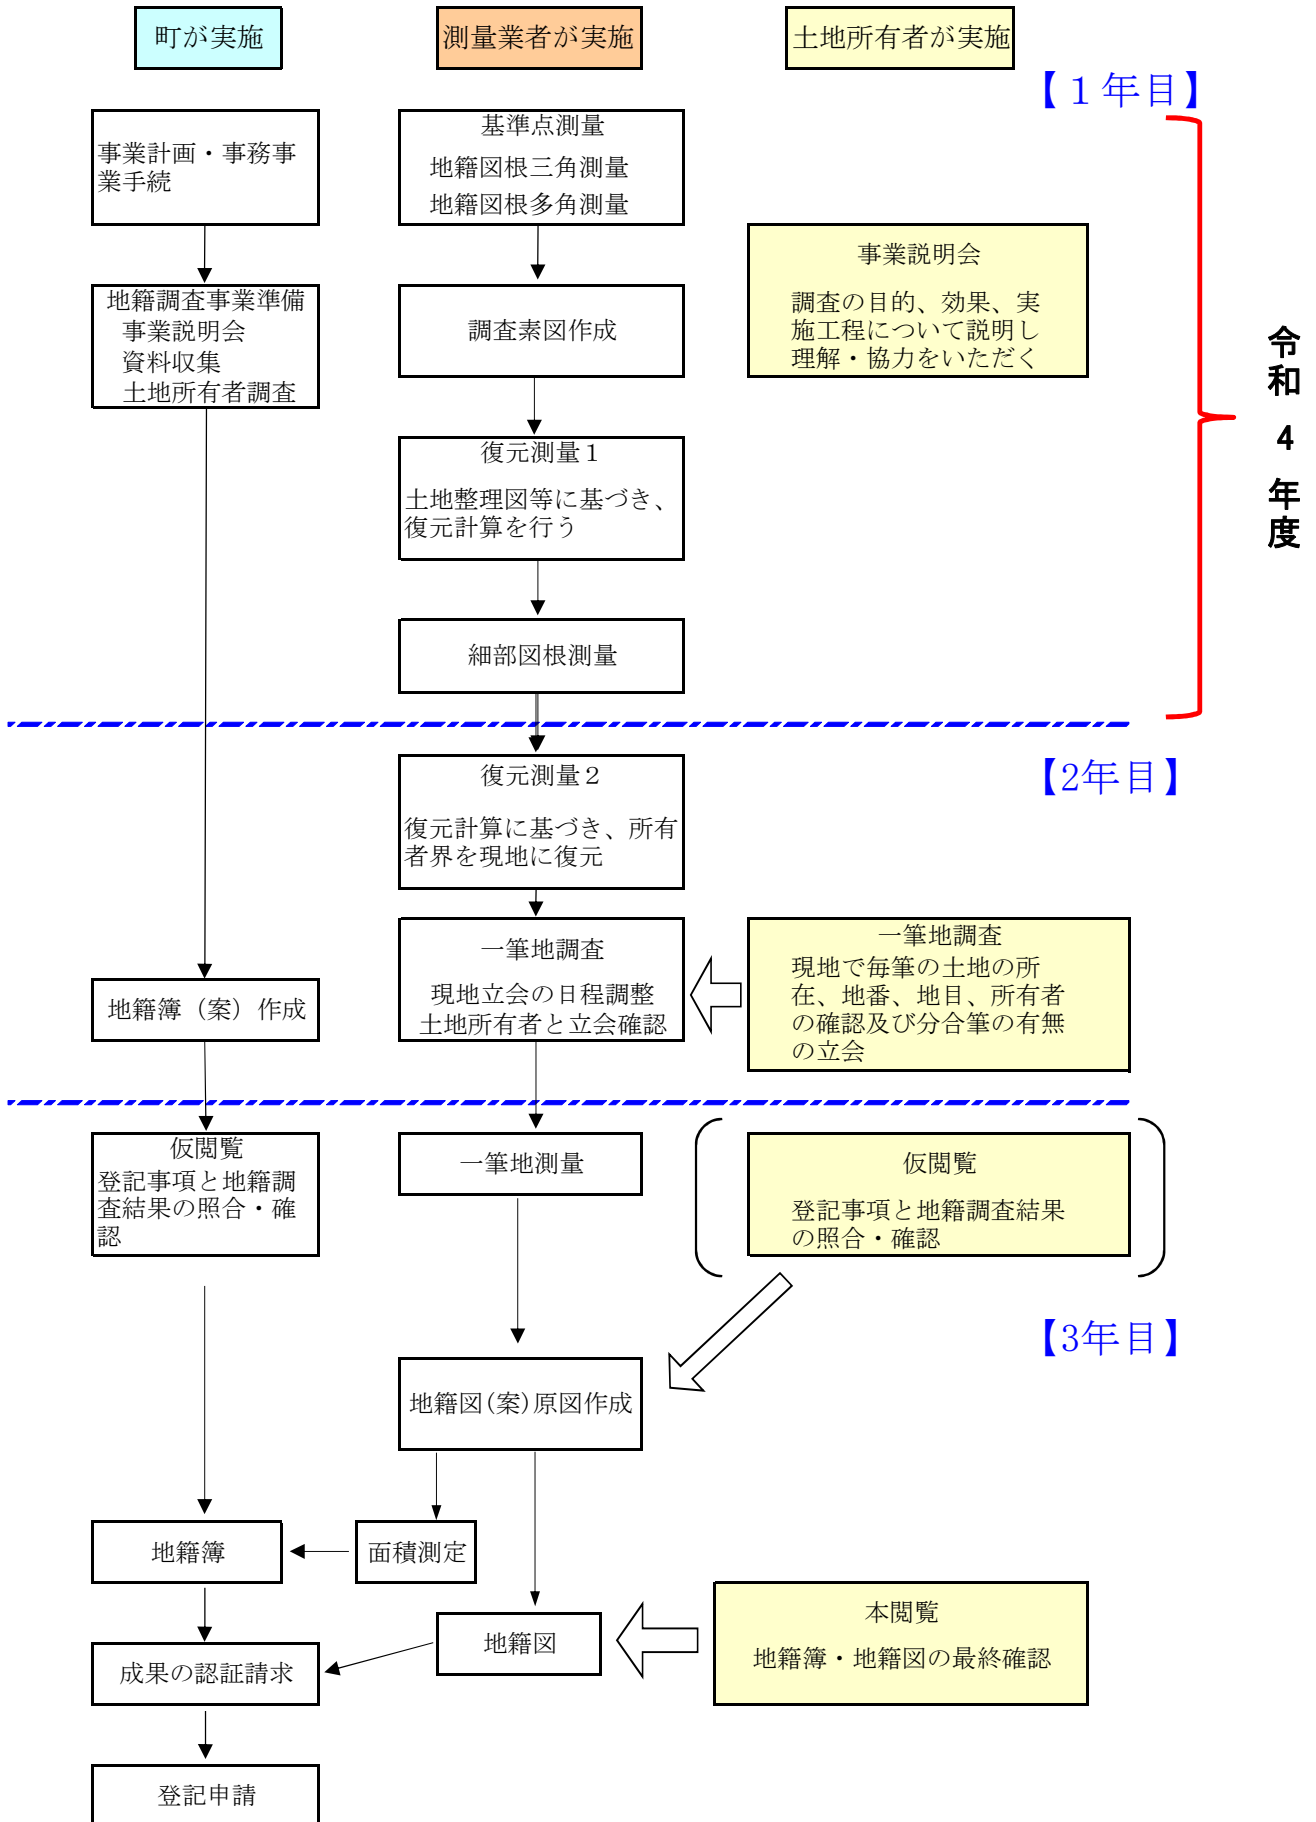 町が実施
測量業者が実施
土地所有者が実施
【１年目】
事業計画・事務事
業手続
基準点測量
地籍図根三角測量
地籍図根多角測量
事業説明会
調査の目的、効果、実
施工程について説明し
理解・協力をいただく
地籍調査事業準備
事業説明会
資料収集
土地所有者調査
調査素図作成
令和４年度
復元測量１
土地整理図等に基づき、
復元計算を行う
細部図根測量
【2年目】
復元測量２
復元計算に基づき、所有
者界を現地に復元
一筆地調査
現地立会の日程調整
土地所有者と立会確認
一筆地調査
現地で毎筆の土地の所
在、地番、地目、所有者
の確認及び分合筆の有無
の立会
地籍簿（案）作成
仮閲覧
登記事項と地籍調
査結果の照合・確
認
一筆地測量
仮閲覧
登記事項と地籍調査結果
の照合・確認
【3年目】
地籍図(案)原図作成
地籍簿
面積測定
地籍図
本閲覧
地籍簿・地籍図の最終確認
成果の認証請求
登記申請